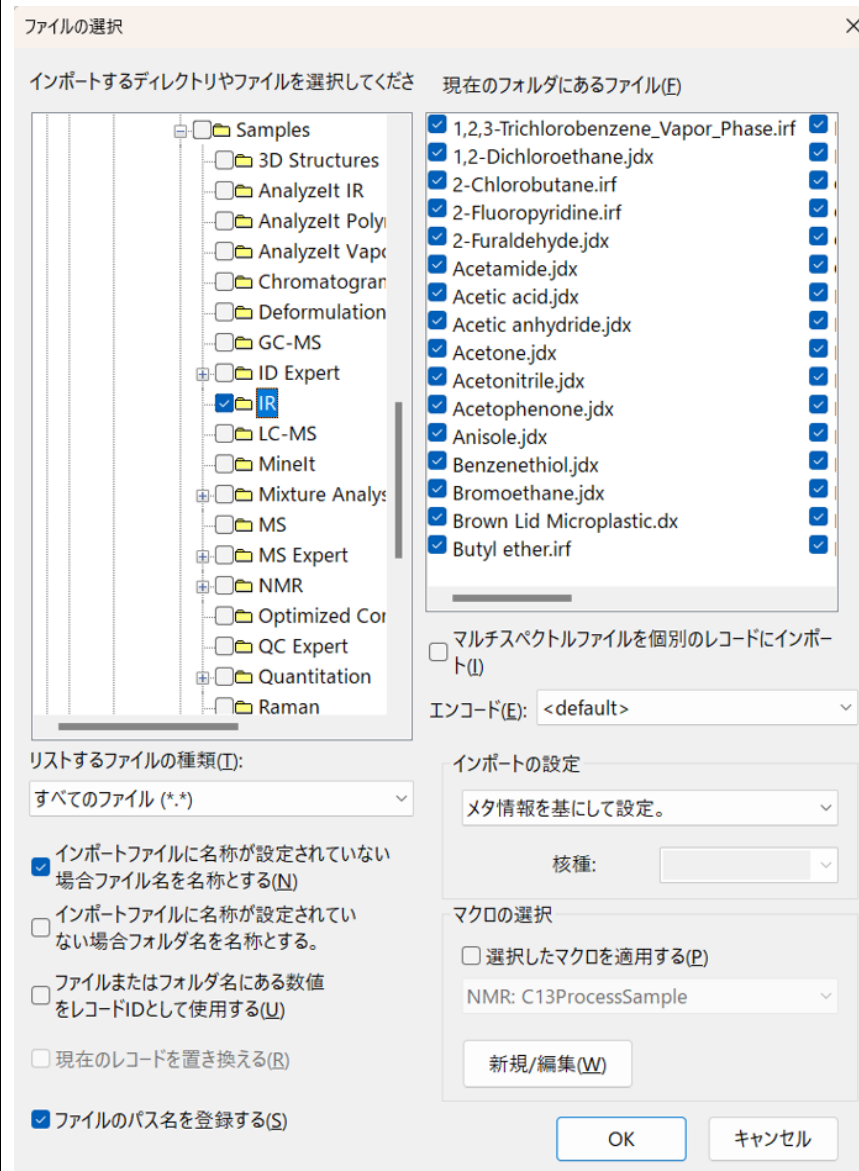 ファイルの選択
インポートするディレクトリやファイルを選択してくださ
Samples
3D Structures
AnalyzeIt IR
AnalyzeIt
AnalyzeIt
Deformulation
GC-MS
ID Expert
IR
LC-MS
MineIt
Mixture
MS
MS Expert
NMR
Optimized
QC Expert
Quantitation
Raman
現在のフォルダにあるファイル(F)
1,2,3-Trichlorobenzene_Vapor_Phase.irf
1,2-Dichloroethane.jdx
2-Chlorobutane.irf
2-Fluoropyridine.irf
2-Furaldehyde.jdx
Acetamide.jdx
Acetic acid.jdx
Acetic anhydride.jdx
Acetone.jdx
Acetonitrile.jdx
Acetophenone.jdx
Anisole.jdx
Benzenethiol.jdx
Bromoethane.jdx
Brown Lid Microplastic.dx
Butyl ether.irf
マルチスペクトルファイルを個別のレコードにインポー
ト(I)
エンコード(E): <default>
リストするファイルの種類(T):
すべてのファイル (*.*)
インポートファイルに名称が設定されていない
場合ファイル名を名称とする(N)
インポートファイルに名称が設定されてい
ない場合フォルダ名を名称とする。
ファイルまたはフォルダ名にある数値
をレコードIDとして使用する(U)
現在のレコードを置き換える(R)
ファイルのパス名を登録する(S)
インポートの設定
メタ情報を基にして設定。
核種:
マクロの選択
選択したマクロを適用する(P)
NMR: C13ProcessSample
新規/編集(W)
OK
キャンセル